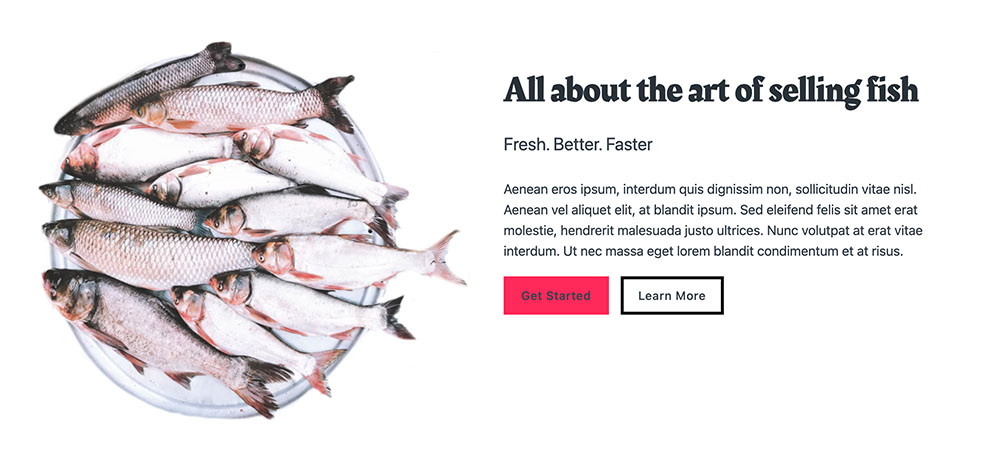 All about the art of selling fish
Fresh. Better. Faster
Aenean eros ipsum, interdum quis dignissim non, sollicitudin vitae nisl.
Aenean vel aliquet elit, at blandit ipsum. Sed eleifend felis sit amet erat
molestie, hendrerit malesuada justo ultrices. Nunc volutpat at erat vitae
interdum. Ut nec massa eget lorem blandit condimentum et at risus.
Get Started
Learn More